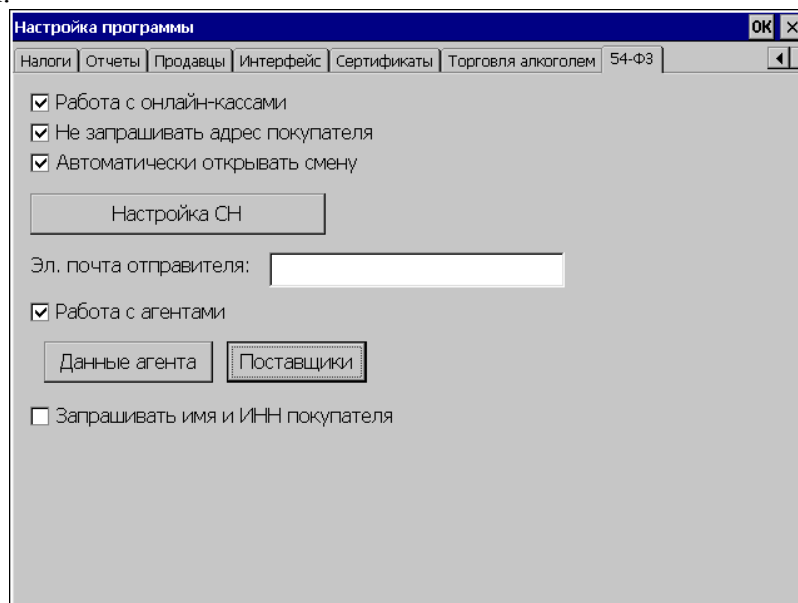 Настройка программы OK ×
Налоги Отчеты Продавцы Интерфейс Сертификаты Торговля алкоголем 54-ФЗ
Работа с онлайн-кассами
Не запрашивать адрес покупателя
Автоматически открывать смену
Настройка СН
Эл. почта отправителя:
Работа с агентами
Данные агента Поставщики
Запрашивать имя и ИНН покупателя